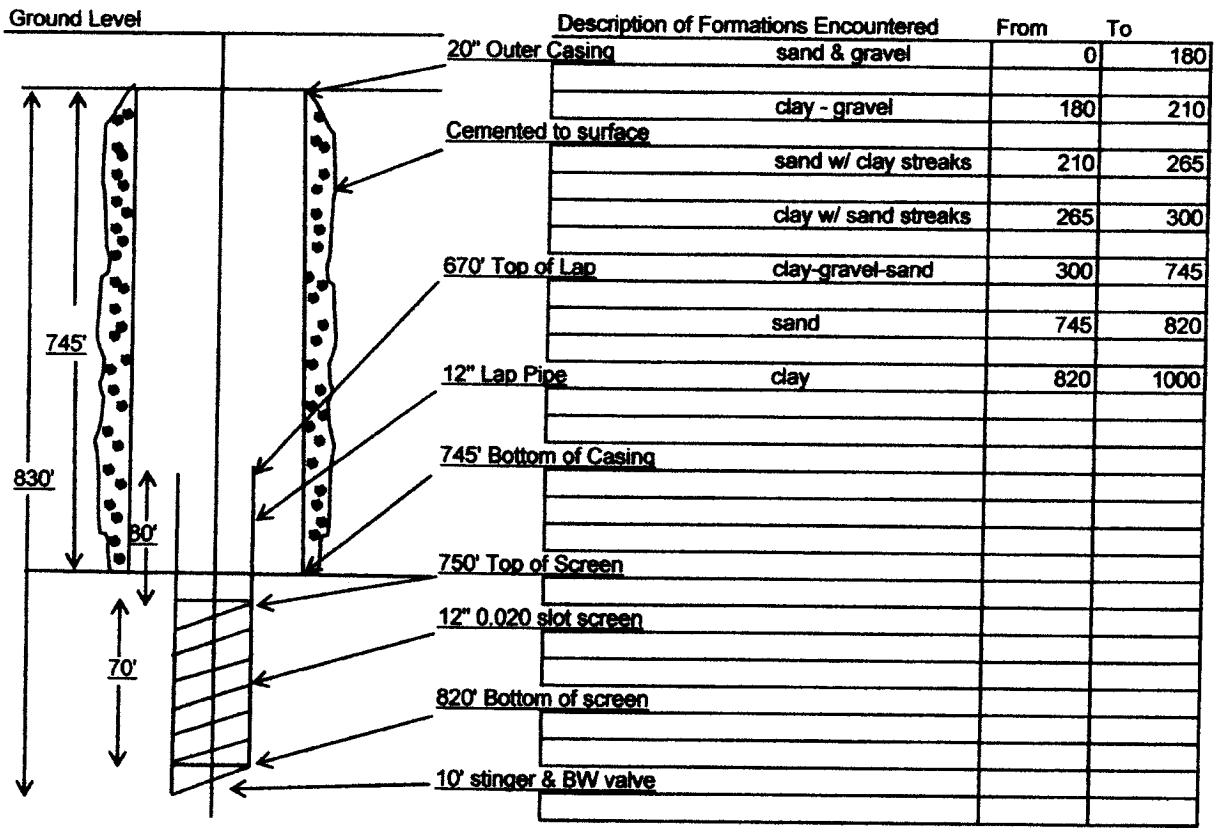 Ground Level
Description of Formations Encountered From To
20" Outer Casing sand & gravel 0 180
clay - gravel 180 210
Cemented to surface
sand w/ clay streaks 210 265
clay w/ sand streaks 265 300
670' Top of Lap clay-gravel-sand 300 745
sand 745 820
745'
12" Lap Pipe clay 820 1000
745' Bottom of Casing
830'
80'
750' Top of Screen
12" 0.020 slot screen
70'
820' Bottom of screen
10' stinger & BW valve